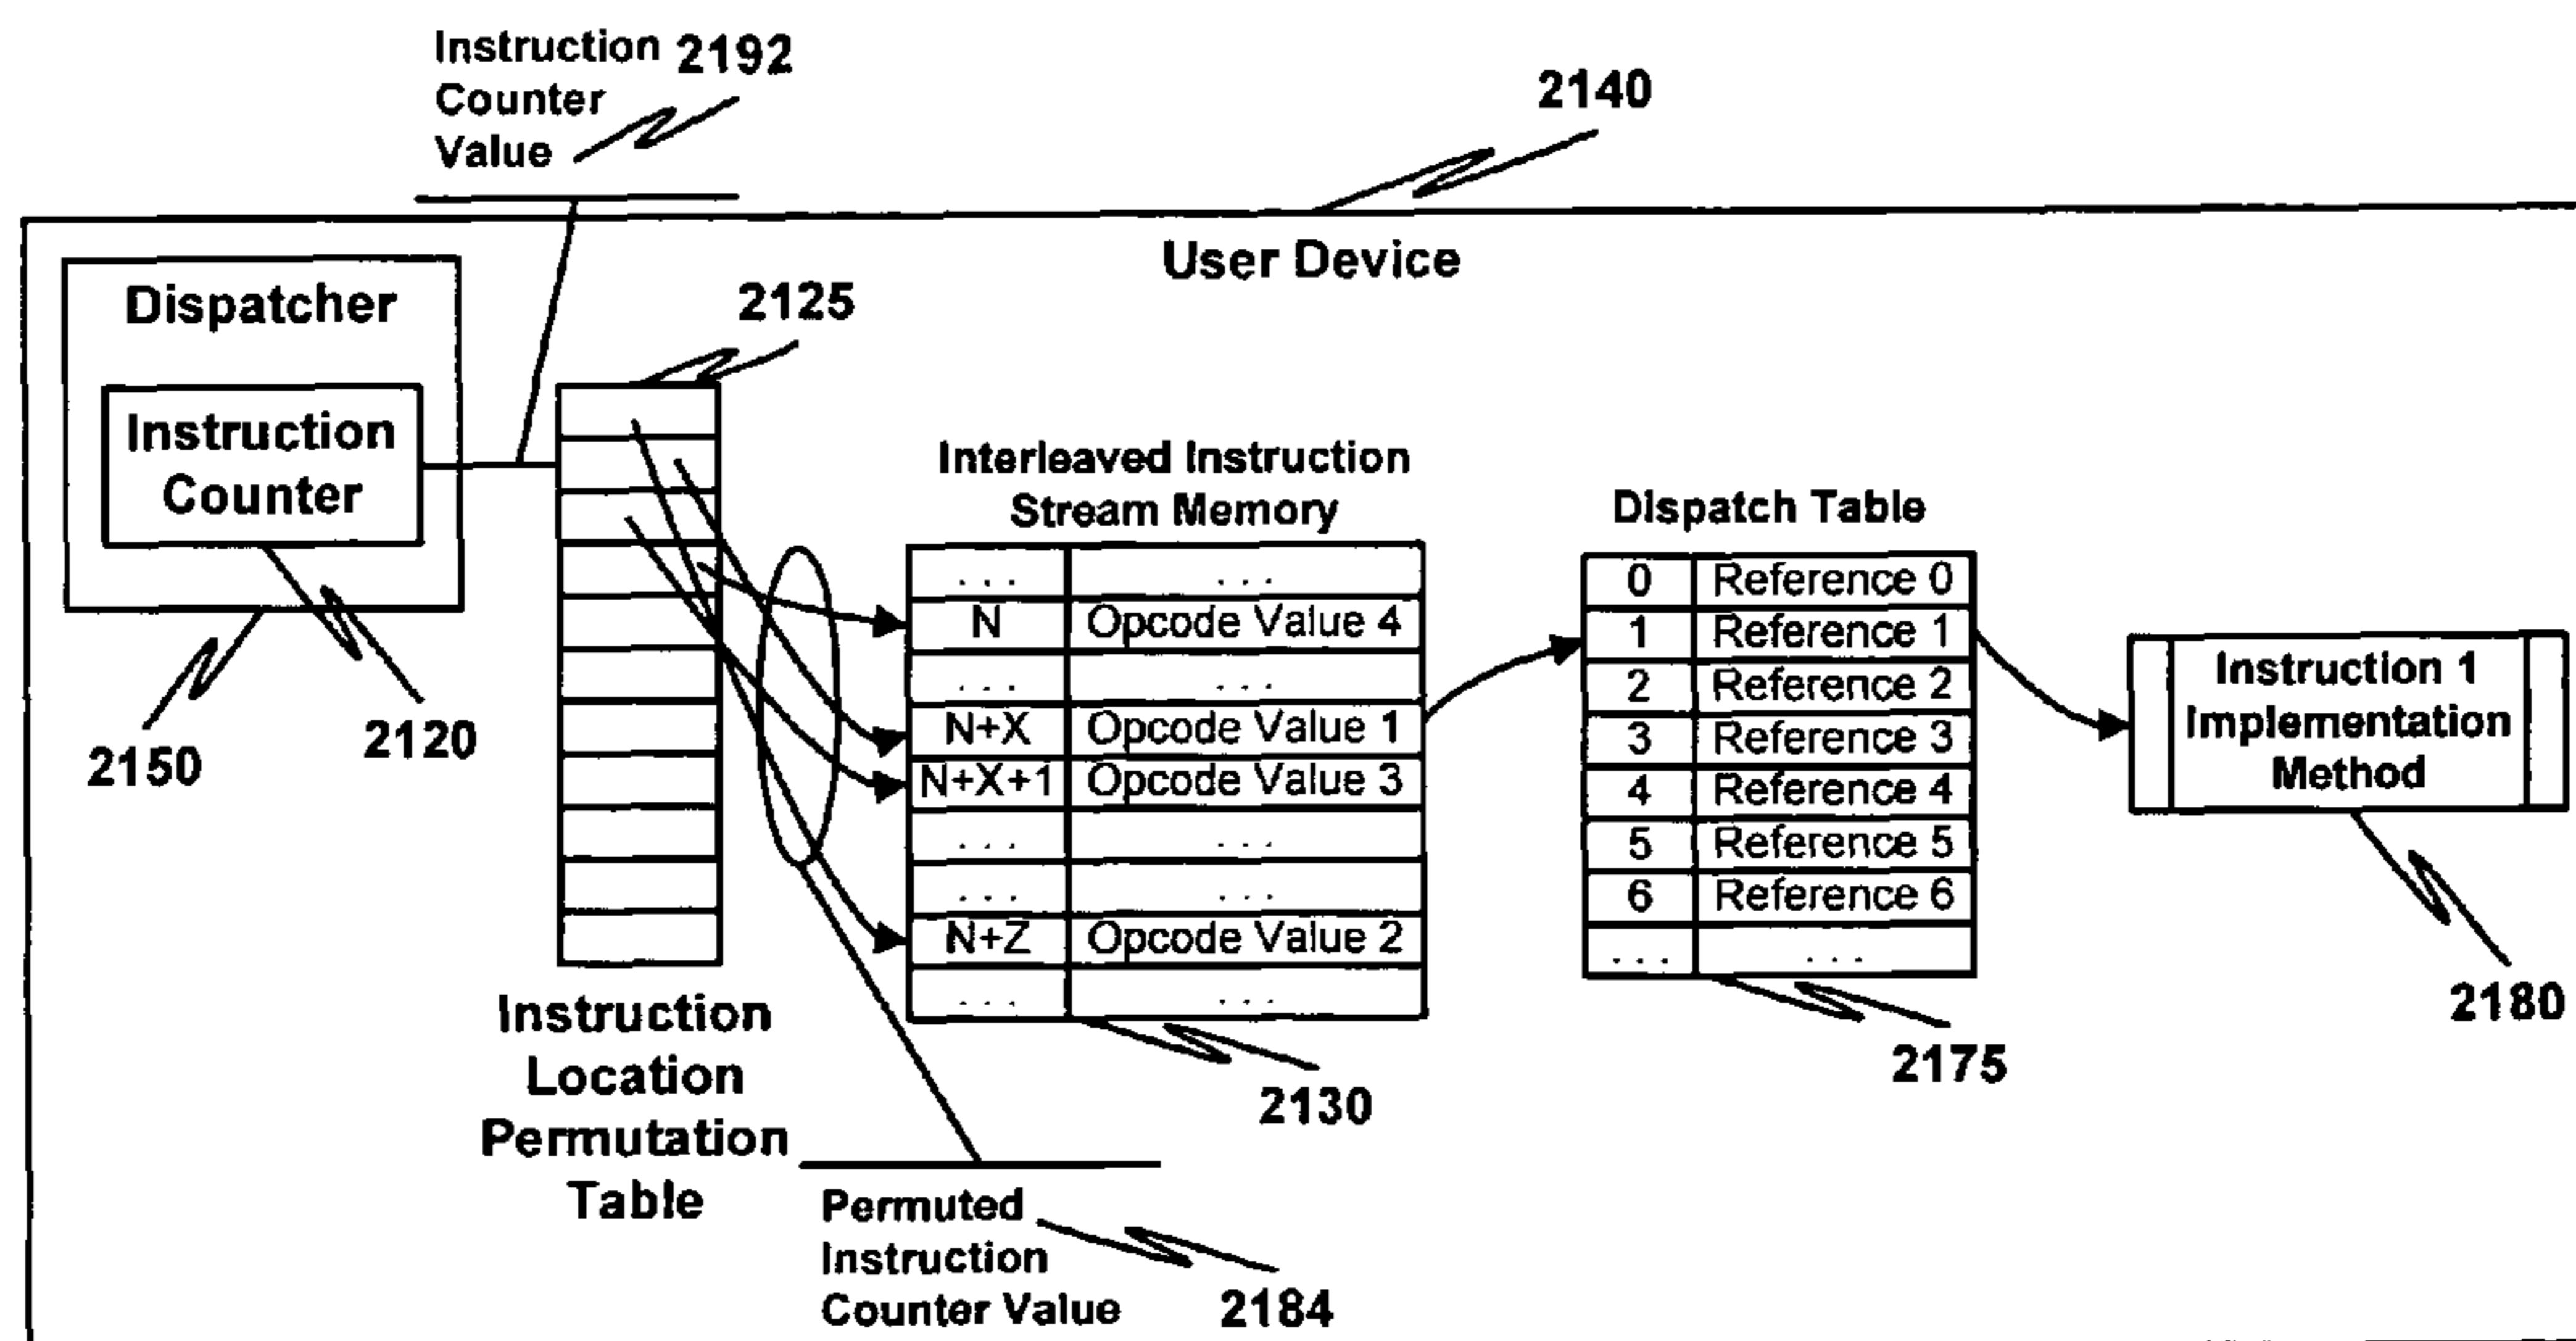 Instruction 2192
Counter
Value
2140
User Device
Dispatcher
2125
Instruction
Counter
2150
2120
Interleaved Instruction
Stream Memory
... ...
N Opcode Value 4
... ...
N+X Opcode Value 1
N+X+1 Opcode Value 3
... ...
... ...
N+Z Opcode Value 2
... ...
2130
Dispatch Table
0 Reference 0
1 Reference 1
2 Reference 2
3 Reference 3
4 Reference 4
5 Reference 5
6 Reference 6
... ...
2175
Instruction 1
Implementation
Method
2180
Instruction
Location
Permutation
Table
Permuted
Instruction
Counter Value
2184